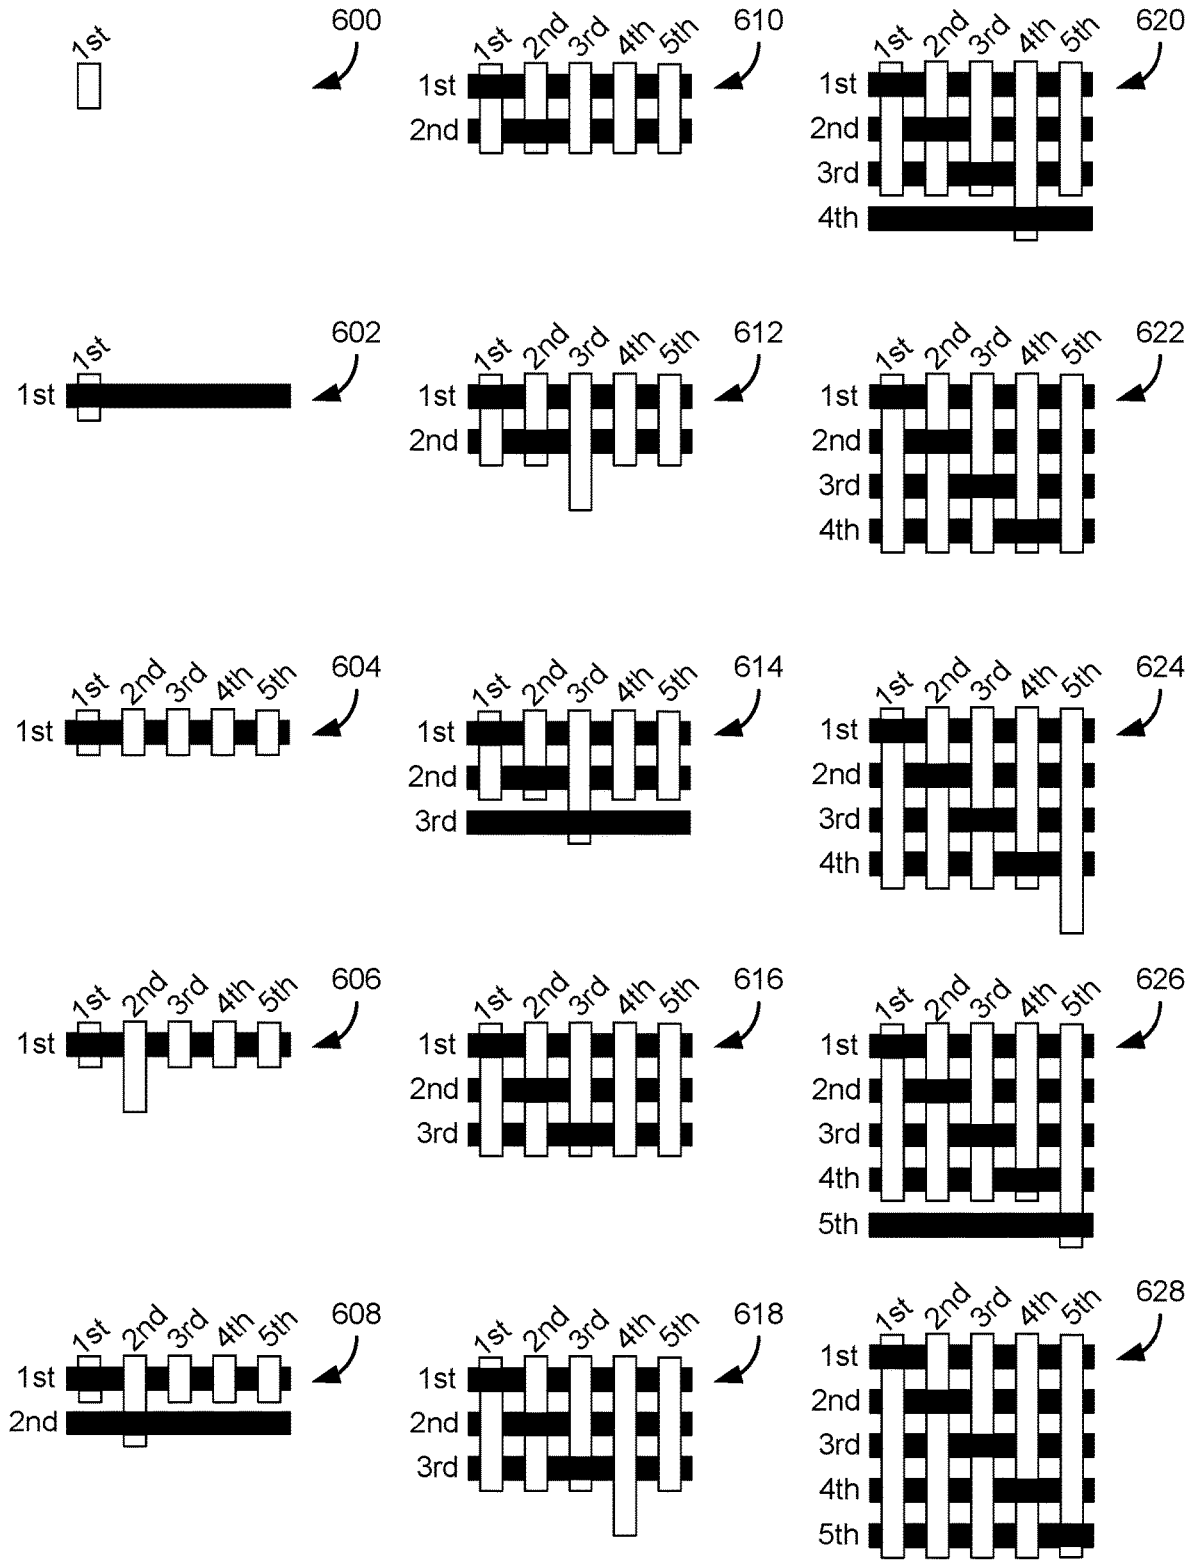 1st 600
1st 602
1st
1st 2nd 3rd 4th 5th 604
1st
1st 2nd 3rd 4th 5th 606
1st
1st 2nd 3rd 4th 5th 608
1st
2nd
1st 2nd 3rd 4th 5th 610
1st
2nd
1st 2nd 3rd 4th 5th 612
1st
2nd
1st 2nd 3rd 4th 5th 614
1st
2nd
3rd
1st 2nd 3rd 4th 5th 616
1st
2nd
3rd
1st 2nd 3rd 4th 5th 618
1st
2nd
3rd
1st 2nd 3rd 4th 5th 620
1st
2nd
3rd
4th
1st 2nd 3rd 4th 5th 622
1st
2nd
3rd
4th
1st 2nd 3rd 4th 5th 624
1st
2nd
3rd
4th
1st 2nd 3rd 4th 5th 626
1st
2nd
3rd
4th
5th
1st 2nd 3rd 4th 5th 628
1st
2nd
3rd
4th
5th